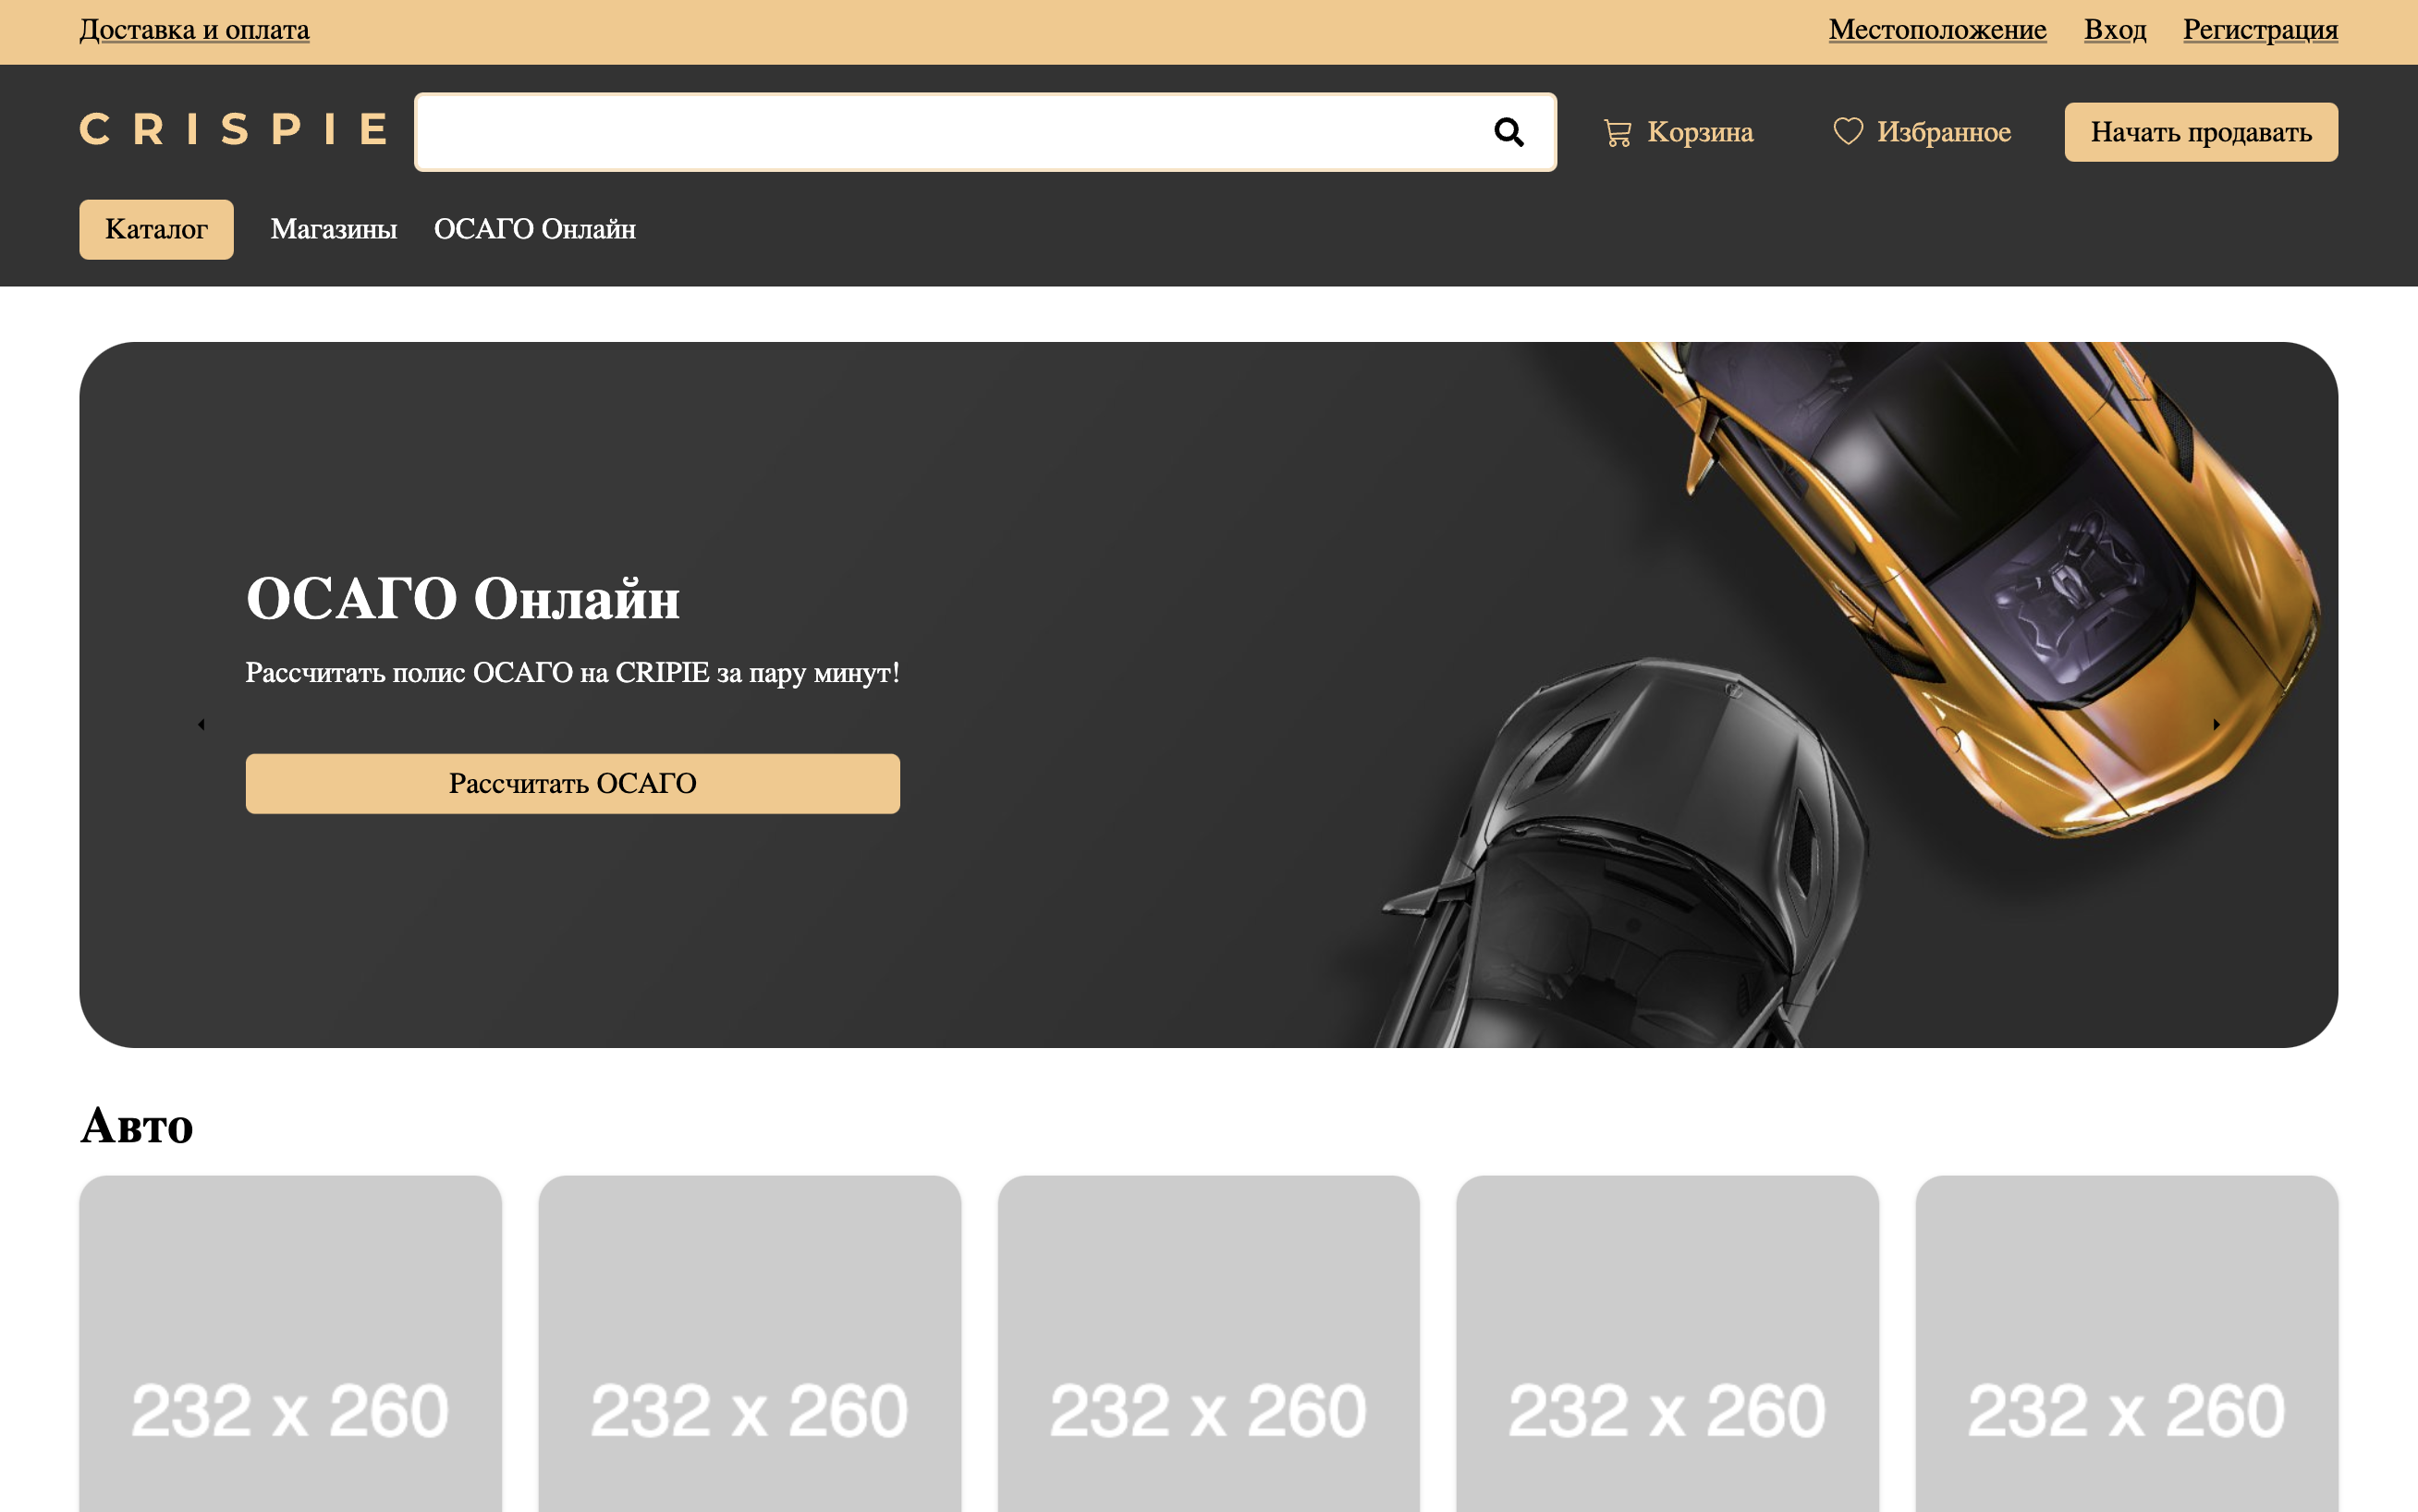 Доставка и оплата
Местоположение Вход Регистрация
CRISPIE
Корзина Избранное Начать продавать
Каталог Магазины ОСАГО Онлайн
ОСАГО Онлайн
Рассчитать полис ОСАГО на CRIPIE за пару минут!
Рассчитать ОСАГО
Авто
232 x 260 232 x 260 232 x 260 232 x 260 232 x 260